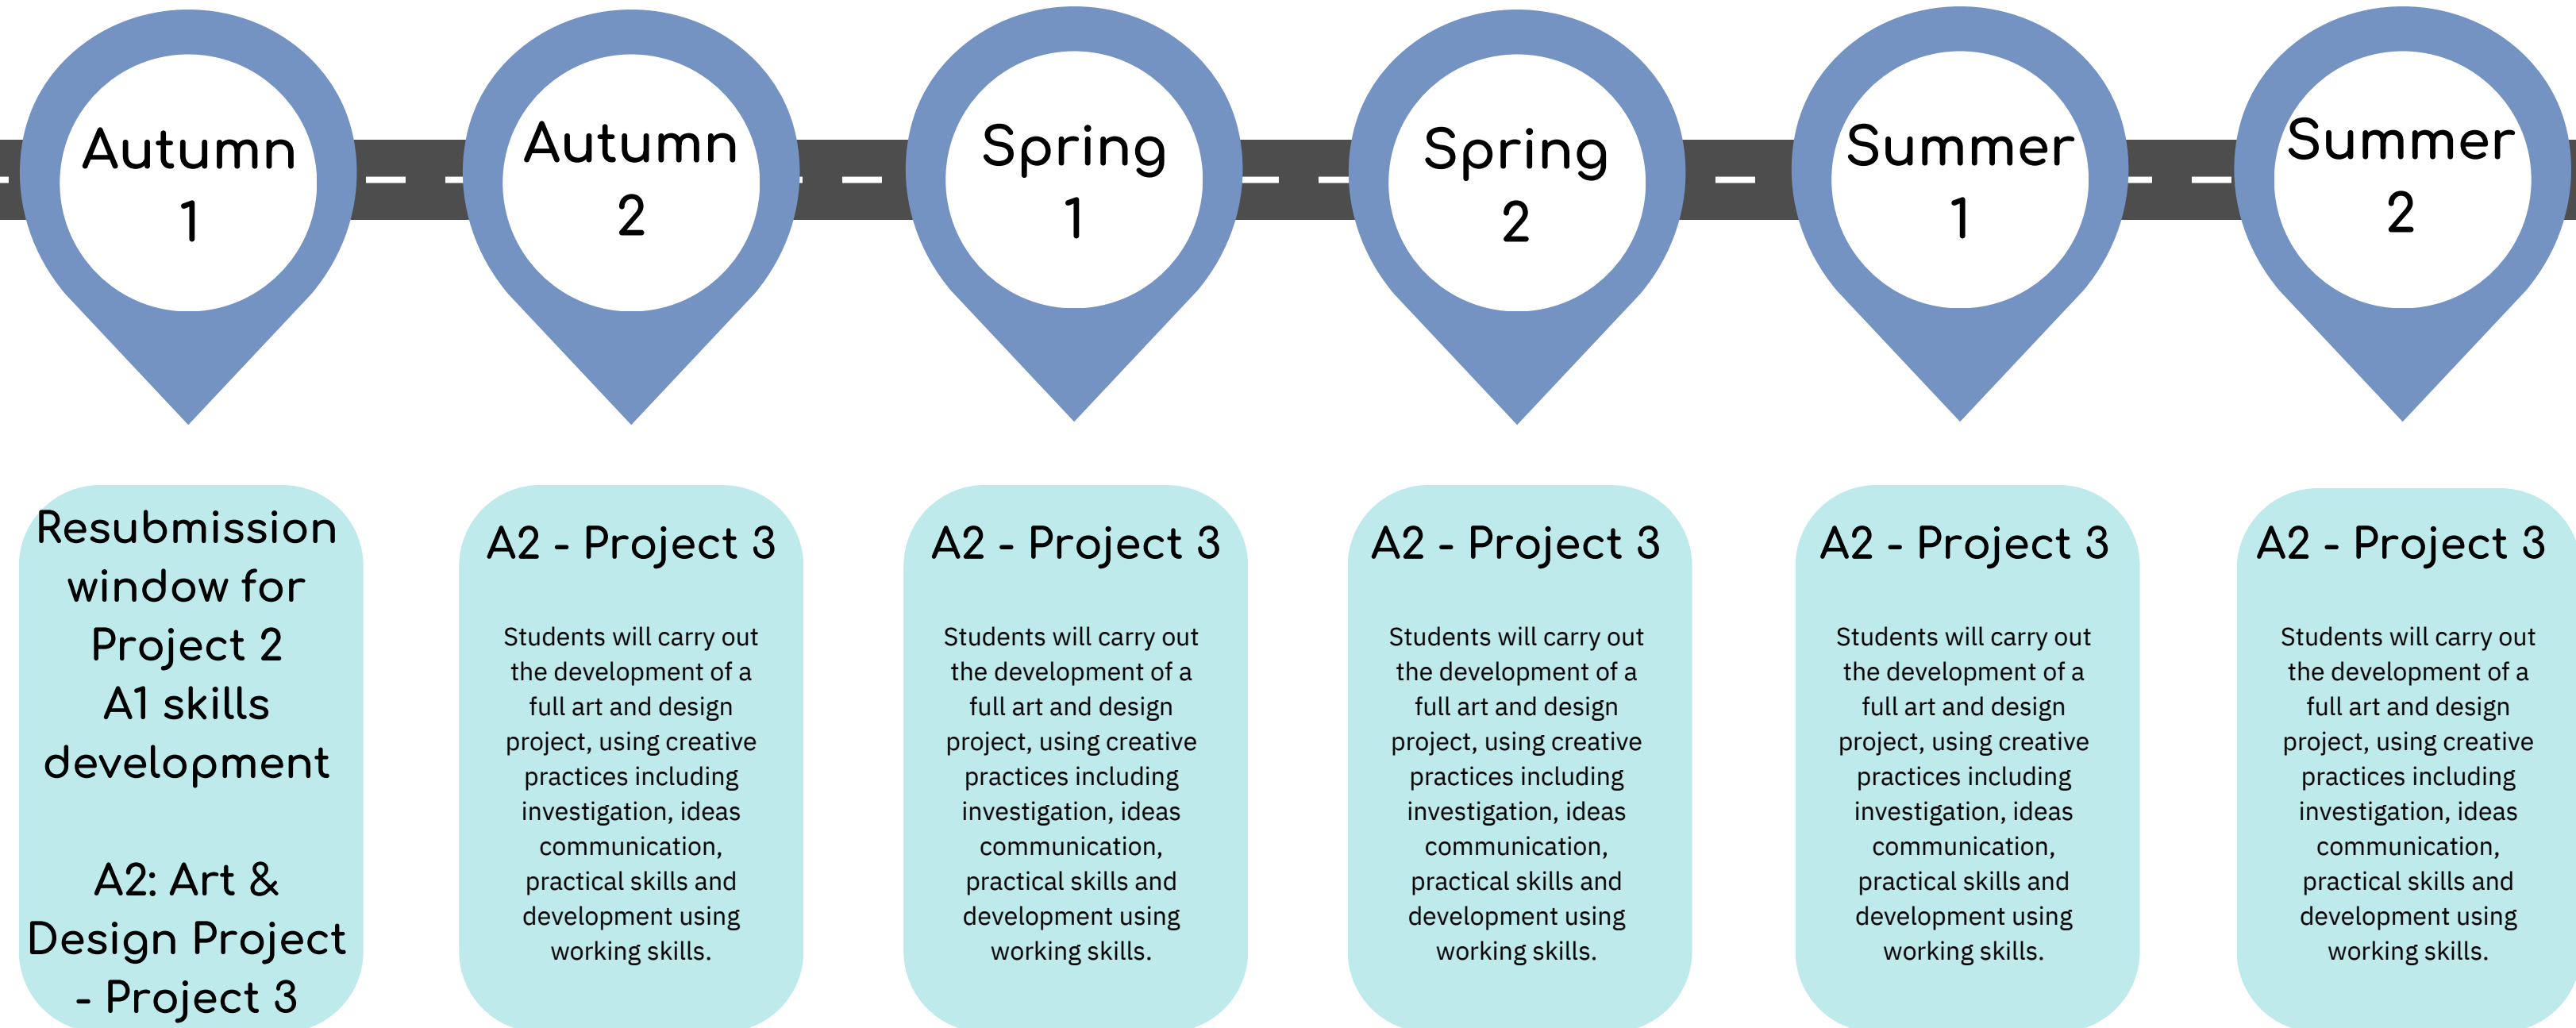 Autumn
1
Autumn
2
Spring
1
Spring
2
Summer
1
Summer
2
Resubmission
window for
Project 2
A1 skills
development
A2: Art &
Design Project
- Project 3
A2 - Project 3
Students will carry out
the development of a
full art and design
project, using creative
practices including
investigation, ideas
communication,
practical skills and
development using
working skills.
A2 - Project 3
Students will carry out
the development of a
full art and design
project, using creative
practices including
investigation, ideas
communication,
practical skills and
development using
working skills.
A2 - Project 3
Students will carry out
the development of a
full art and design
project, using creative
practices including
investigation, ideas
communication,
practical skills and
development using
working skills.
A2 - Project 3
Students will carry out
the development of a
full art and design
project, using creative
practices including
investigation, ideas
communication,
practical skills and
development using
working skills.
A2 - Project 3
Students will carry out
the development of a
full art and design
project, using creative
practices including
investigation, ideas
communication,
practical skills and
development using
working skills.